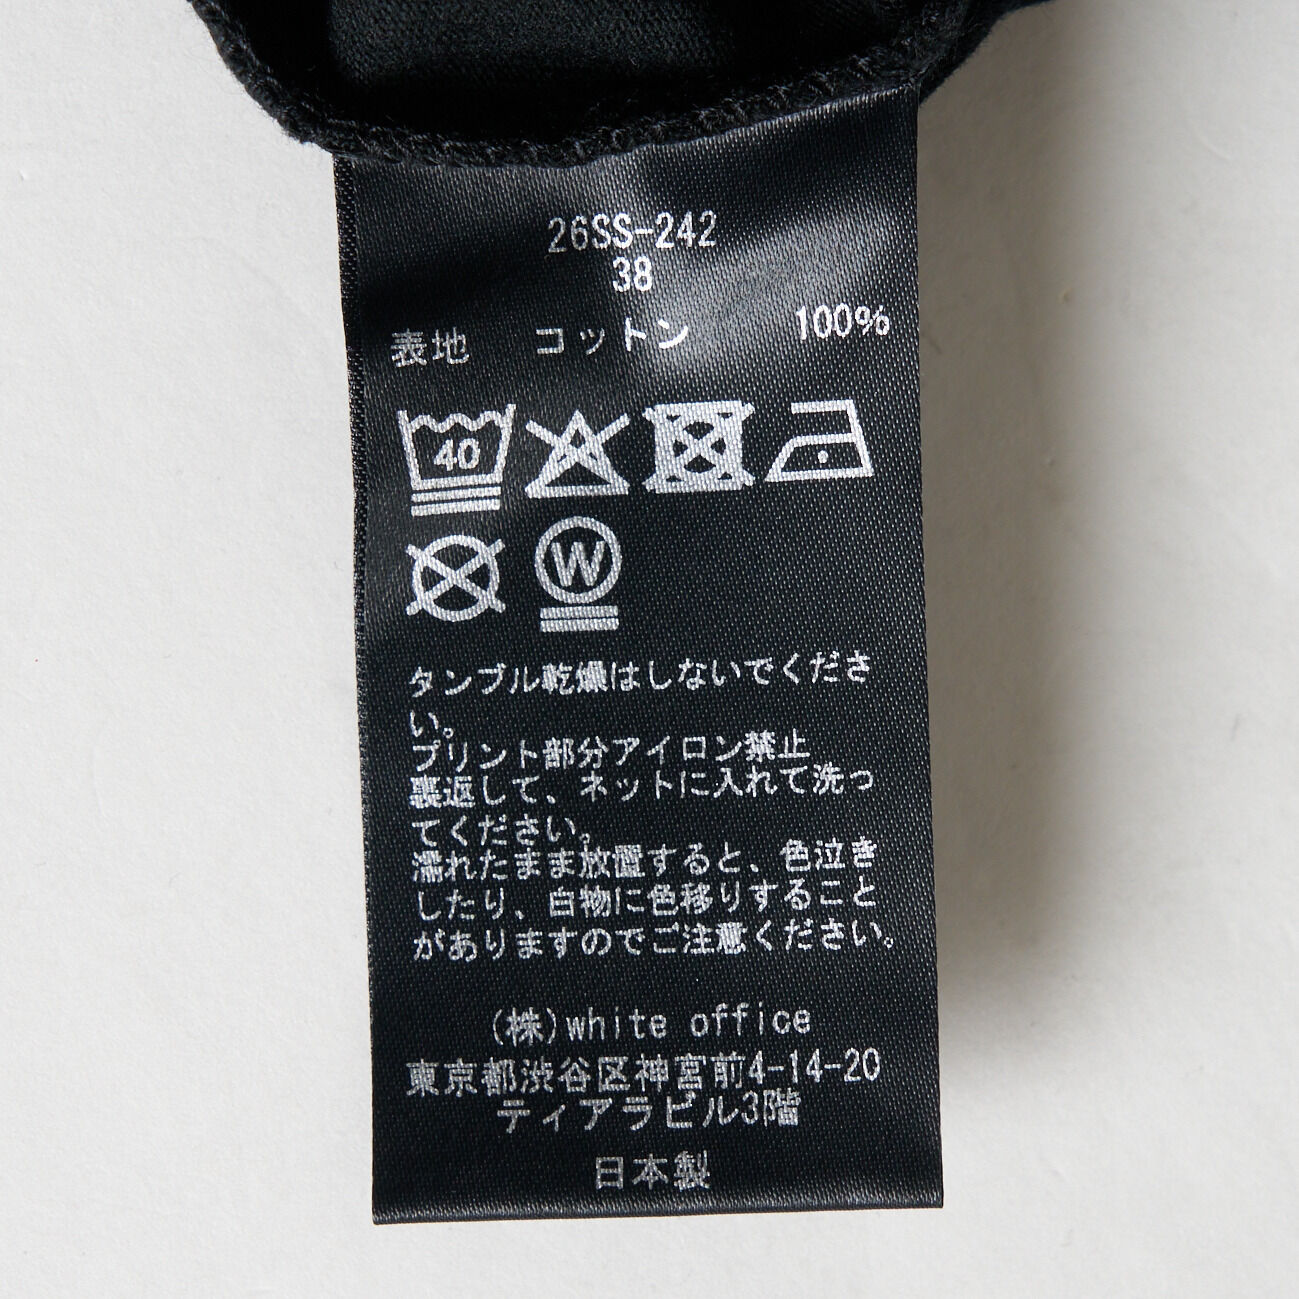 26SS-242
38
表地 コットン 100%
40
W
タンブル乾燥はしないでくださ
い。
プリント部分アイロン禁止
裏返して、ネットに入れて洗っ
てください。
濡れたまま放置すると、色泣き
したり、白物に色移りすること
がありますのでご注意ください。
(株)white office
東京都渋谷区神宮前4-14-20
ティアラビル3階
日本製